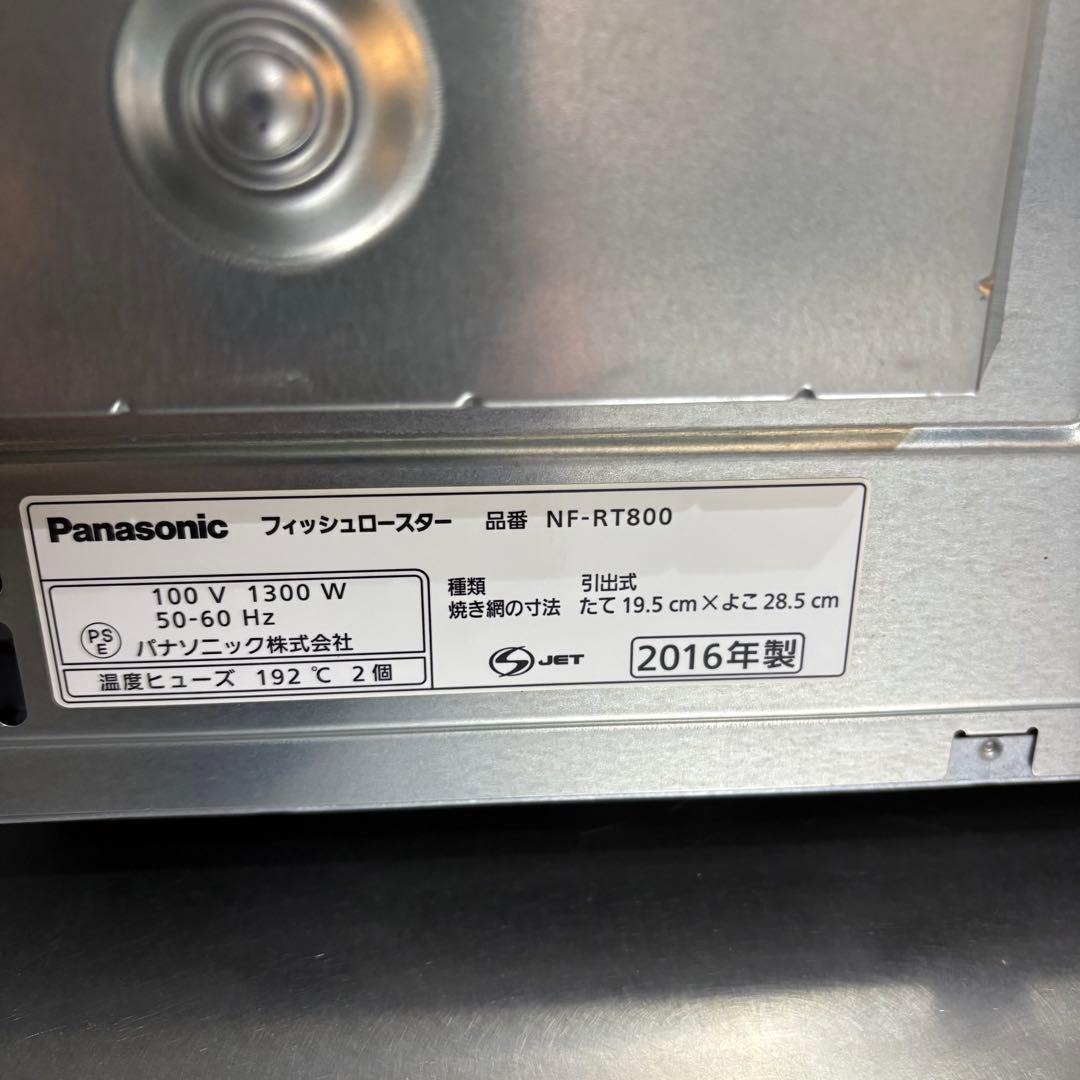 Panasonic フィッシュロースター 品番 NF-RT800
100 V 1300 W
50-60 Hz
PS E パナソニック株式会社
温度ヒューズ 192 ℃ 2 個
種類 引出式
焼き網の寸法 たて 19.5 cm×よこ 28.5 cm
S JET 2016年製